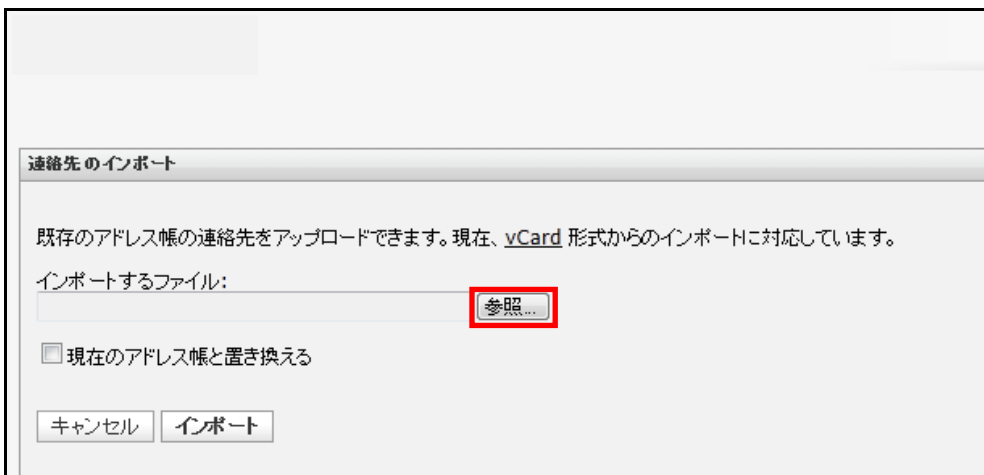 連絡先のインポート
既存のアドレス帳の連絡先をアップロードできます。現在、vCard 形式からのインポートに対応しています。
インポートするファイル:
参照...
現在のアドレス帳と置き換える
キャンセル インポート